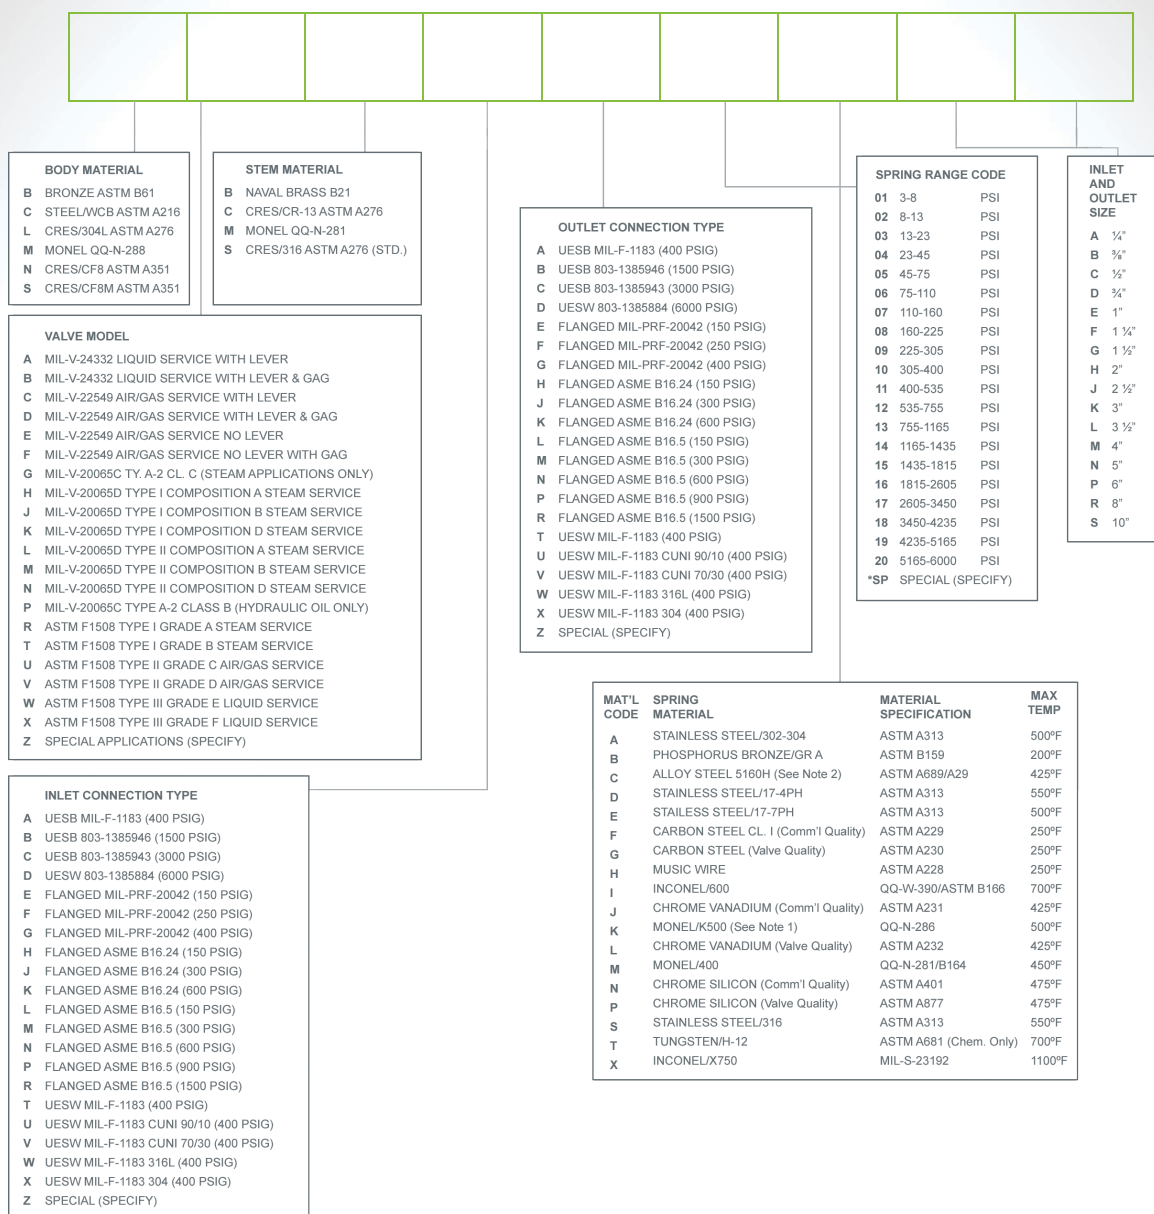 BODY MATERIAL
B BRONZE ASTM B61
C STEEL/WCB ASTM A216
L CRES/304L ASTM A276
M MONEL QQ-N-288
N CRES/CF8 ASTM A351
S CRES/CF8M ASTM A351
STEM MATERIAL
B NAVAL BRASS B21
C CRES/CR-13 ASTM A276
M MONEL QQ-N-281
S CRES/316 ASTM A276 (STD.)
VALVE MODEL
A MIL-V-24332 LIQUID SERVICE WITH LEVER
B MIL-V-24332 LIQUID SERVICE WITH LEVER & GAG
C MIL-V-22549 AIR/GAS SERVICE WITH LEVER
D MIL-V-22549 AIR/GAS SERVICE WITH LEVER & GAG
E MIL-V-22549 AIR/GAS SERVICE NO LEVER
F MIL-V-22549 AIR/GAS SERVICE NO LEVER WITH GAG
G MIL-V-20065C TY. A-2 CL. C (STEAM APPLICATIONS ONLY)
H MIL-V-20065D TYPE I COMPOSITION A STEAM SERVICE
J MIL-V-20065D TYPE I COMPOSITION B STEAM SERVICE
K MIL-V-20065D TYPE I COMPOSITION D STEAM SERVICE
L MIL-V-20065D TYPE II COMPOSITION A STEAM SERVICE
M MIL-V-20065D TYPE II COMPOSITION B STEAM SERVICE
N MIL-V-20065D TYPE II COMPOSITION D STEAM SERVICE
P MIL-V-20065C TYPE A-2 CLASS B (HYDRAULIC OIL ONLY)
R ASTM F1508 TYPE I GRADE A STEAM SERVICE
T ASTM F1508 TYPE I GRADE B STEAM SERVICE
U ASTM F1508 TYPE II GRADE C AIR/GAS SERVICE
V ASTM F1508 TYPE II GRADE D AIR/GAS SERVICE
W ASTM F1508 TYPE III GRADE E LIQUID SERVICE
X ASTM F1508 TYPE III GRADE F LIQUID SERVICE
Z SPECIAL APPLICATIONS (SPECIFY)
INLET CONNECTION TYPE
A UESB MIL-F-1183 (400 PSIG)
B UESB 803-1385946 (1500 PSIG)
C UESB 803-1385943 (3000 PSIG)
D UESW 803-1385884 (6000 PSIG)
E FLANGED MIL-PRF-20042 (150 PSIG)
F FLANGED MIL-PRF-20042 (250 PSIG)
G FLANGED MIL-PRF-20042 (400 PSIG)
H FLANGED ASME B16.24 (150 PSIG)
J FLANGED ASME B16.24 (300 PSIG)
K FLANGED ASME B16.24 (600 PSIG)
L FLANGED ASME B16.5 (150 PSIG)
M FLANGED ASME B16.5 (300 PSIG)
N FLANGED ASME B16.5 (600 PSIG)
P FLANGED ASME B16.5 (900 PSIG)
R FLANGED ASME B16.5 (1500 PSIG)
T UESW MIL-F-1183 (400 PSIG)
U UESW MIL-F-1183 CUNI 90/10 (400 PSIG)
V UESW MIL-F-1183 CUNI 70/30 (400 PSIG)
W UESW MIL-F-1183 316L (400 PSIG)
X UESW MIL-F-1183 304 (400 PSIG)
Z SPECIAL (SPECIFY)
OUTLET CONNECTION TYPE
A UESB MIL-F-1183 (400 PSIG)
B UESB 803-1385946 (1500 PSIG)
C UESB 803-1385943 (3000 PSIG)
D UESW 803-1385884 (6000 PSIG)
E FLANGED MIL-PRF-20042 (150 PSIG)
F FLANGED MIL-PRF-20042 (250 PSIG)
G FLANGED MIL-PRF-20042 (400 PSIG)
H FLANGED ASME B16.24 (150 PSIG)
J FLANGED ASME B16.24 (300 PSIG)
K FLANGED ASME B16.24 (600 PSIG)
L FLANGED ASME B16.5 (150 PSIG)
M FLANGED ASME B16.5 (300 PSIG)
N FLANGED ASME B16.5 (600 PSIG)
P FLANGED ASME B16.5 (900 PSIG)
R FLANGED ASME B16.5 (1500 PSIG)
T UESW MIL-F-1183 (400 PSIG)
U UESW MIL-F-1183 CUNI 90/10 (400 PSIG)
V UESW MIL-F-1183 CUNI 70/30 (400 PSIG)
W UESW MIL-F-1183 316L (400 PSIG)
X UESW MIL-F-1183 304 (400 PSIG)
Z SPECIAL (SPECIFY)
SPRING RANGE CODE
01 3-8 PSI
02 8-13 PSI
03 13-23 PSI
04 23-45 PSI
05 45-75 PSI
06 75-110 PSI
07 110-160 PSI
08 160-225 PSI
09 225-305 PSI
10 305-400 PSI
11 400-535 PSI
12 535-755 PSI
13 755-1165 PSI
14 1165-1435 PSI
15 1435-1815 PSI
16 1815-2605 PSI
17 2605-3450 PSI
18 3450-4235 PSI
19 4235-5165 PSI
20 5165-6000 PSI
*SP SPECIAL (SPECIFY)
INLET
AND
OUTLET
SIZE
A ¼”
B ⅜”
C ½”
D ¾”
E 1”
F 1 ¼”
G 1 ½”
H 2”
J 2 ½”
K 3”
L 3 ½”
M 4”
N 5”
P 6”
R 8”
S 10”
MAT'L SPRING MATERIAL MAX
CODE MATERIAL SPECIFICATION TEMP
A STAINLESS STEEL/302-304 ASTM A313 500ºF
B PHOSPHORUS BRONZE/GR A ASTM B159 200ºF
C ALLOY STEEL 5160H (See Note 2) ASTM A689/A29 425ºF
D STAINLESS STEEL/17-4PH ASTM A313 550ºF
E STAILESS STEEL/17-7PH ASTM A313 500ºF
F CARBON STEEL CL. I (Comm'l Quality) ASTM A229 250ºF
G CARBON STEEL (Valve Quality) ASTM A230 250ºF
H MUSIC WIRE ASTM A228 250ºF
I INCONEL/600 QQ-W-390/ASTM B166 700ºF
J CHROME VANADIUM (Comm'l Quality) ASTM A231 425ºF
K MONEL/K500 (See Note 1) QQ-N-286 500ºF
L CHROME VANADIUM (Valve Quality) ASTM A232 425ºF
M MONEL/400 QQ-N-281/B164 450ºF
N CHROME SILICON (Comm'l Quality) ASTM A401 475ºF
P CHROME SILICON (Valve Quality) ASTM A877 475ºF
S STAINLESS STEEL/316 ASTM A313 550ºF
T TUNGSTEN/H-12 ASTM A681 (Chem. Only) 700ºF
X INCONEL/X750 MIL-S-23192 1100ºF